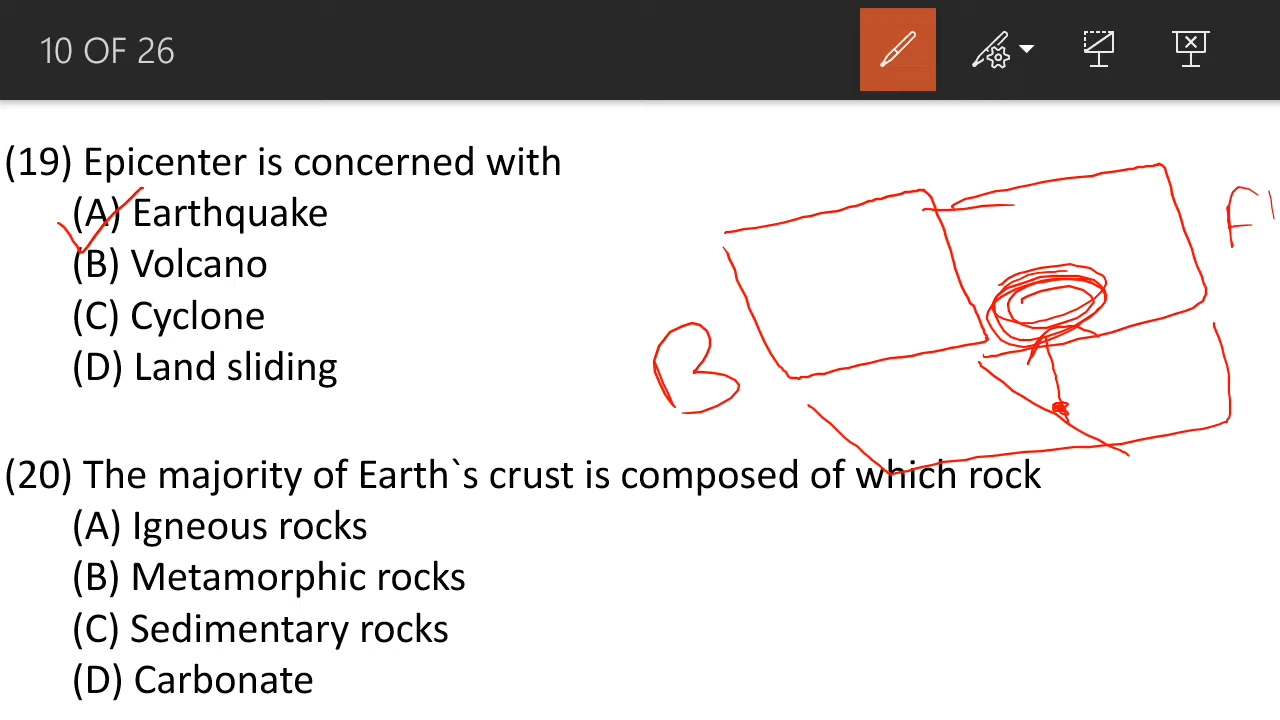 10 OF 26
(19) Epicenter is concerned with
(A) Earthquake
(B) Volcano
(C) Cyclone
(D) Land sliding
B
(20) The majority of Earth`s crust is composed of which rock
(A) Igneous rocks
(B) Metamorphic rocks
(C) Sedimentary rocks
(D) Carbonate